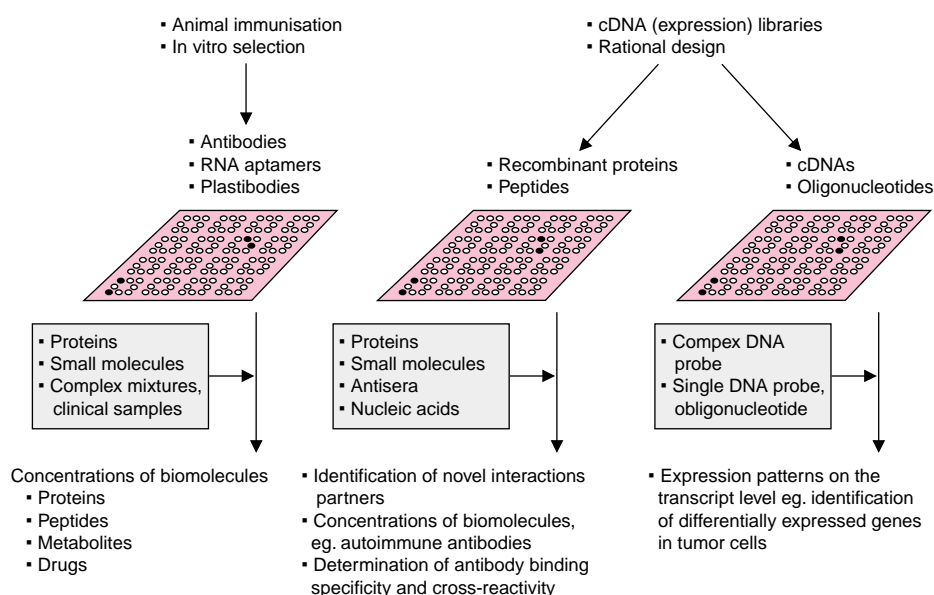 ▪ Animal immunisation
▪ In vitro selection
▪ cDNA (expression) libraries
▪ Rational design
▪ Antibodies
▪ RNA aptamers
▪ Plastibodies
▪ Recombinant proteins
▪ Peptides
▪ cDNAs
▪ Oligonucleotides
▪ Proteins
▪ Small molecules
▪ Complex mixtures,
clinical samples
▪ Proteins
▪ Small molecules
▪ Antisera
▪ Nucleic acids
▪ Compex DNA
probe
▪ Single DNA probe,
obligonucleotide
Concentrations of biomolecules
▪ Proteins
▪ Peptides
▪ Metabolites
▪ Drugs
▪ Identification of novel interactions
partners
▪ Concentrations of biomolecules,
eg. autoimmune antibodies
▪ Determination of antibody binding
specificity and cross-reactivity
▪ Expression patterns on the
transcript level eg. identification
of differentially expressed genes
in tumor cells